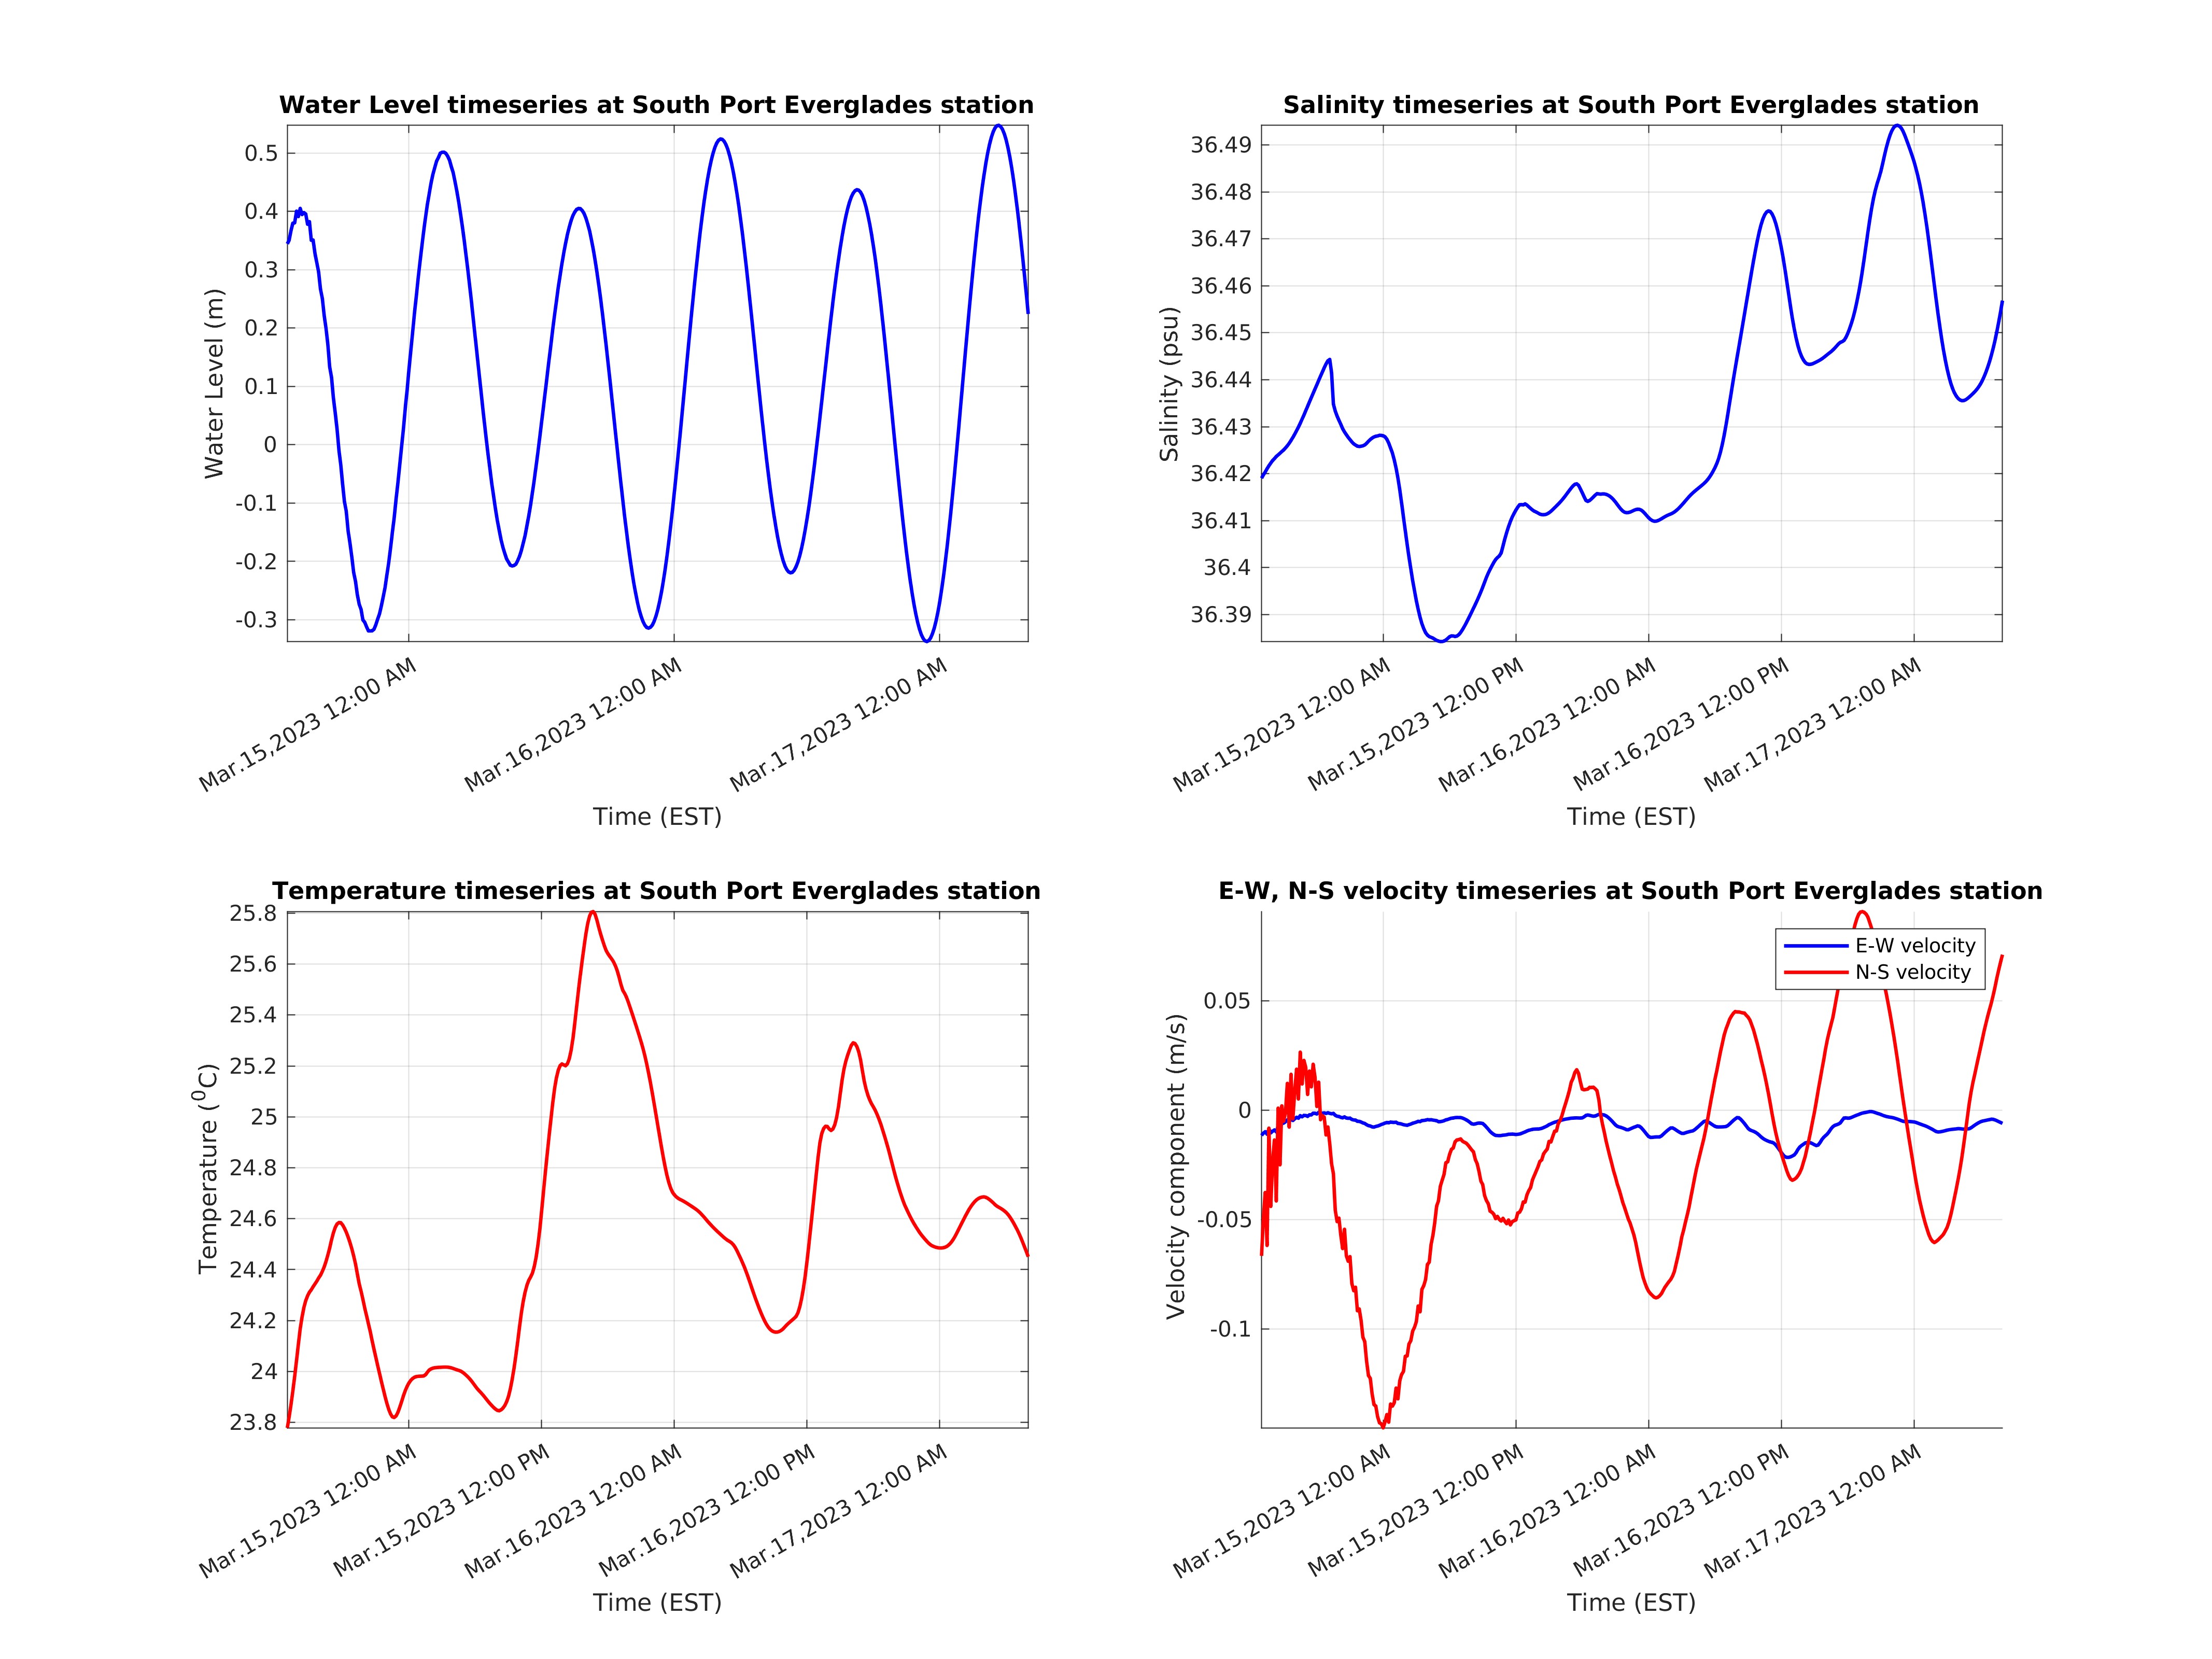 Water Level timeseries at South Port Everglades station
0.5
0.4
0.3
0.2
0.1
0
-0.1
-0.2
-0.3
Water Level (m)
Mar.15,2023 12:00 AM
Mar.16,2023 12:00 AM
Mar.17,2023 12:00 AM
Time (EST)
Salinity timeseries at South Port Everglades station
36.49
36.48
36.47
36.46
36.45
36.44
36.43
36.42
36.41
36.4
36.39
Salinity (psu)
Mar.15,2023 12:00 AM
Mar.15,2023 12:00 PM
Mar.16,2023 12:00 AM
Mar.16,2023 12:00 PM
Mar.17,2023 12:00 AM
Time (EST)
Temperature timeseries at South Port Everglades station
25.8
25.6
25.4
25.2
25
24.8
24.6
24.4
24.2
24
23.8
Temperature (⁰C)
Mar.15,2023 12:00 AM
Mar.15,2023 12:00 PM
Mar.16,2023 12:00 AM
Mar.16,2023 12:00 PM
Mar.17,2023 12:00 AM
Time (EST)
E-W, N-S velocity timeseries at South Port Everglades station
E-W velocity
N-S velocity
0.05
0
-0.05
-0.1
Velocity component (m/s)
Mar.15,2023 12:00 AM
Mar.15,2023 12:00 PM
Mar.16,2023 12:00 AM
Mar.16,2023 12:00 PM
Mar.17,2023 12:00 AM
Time (EST)